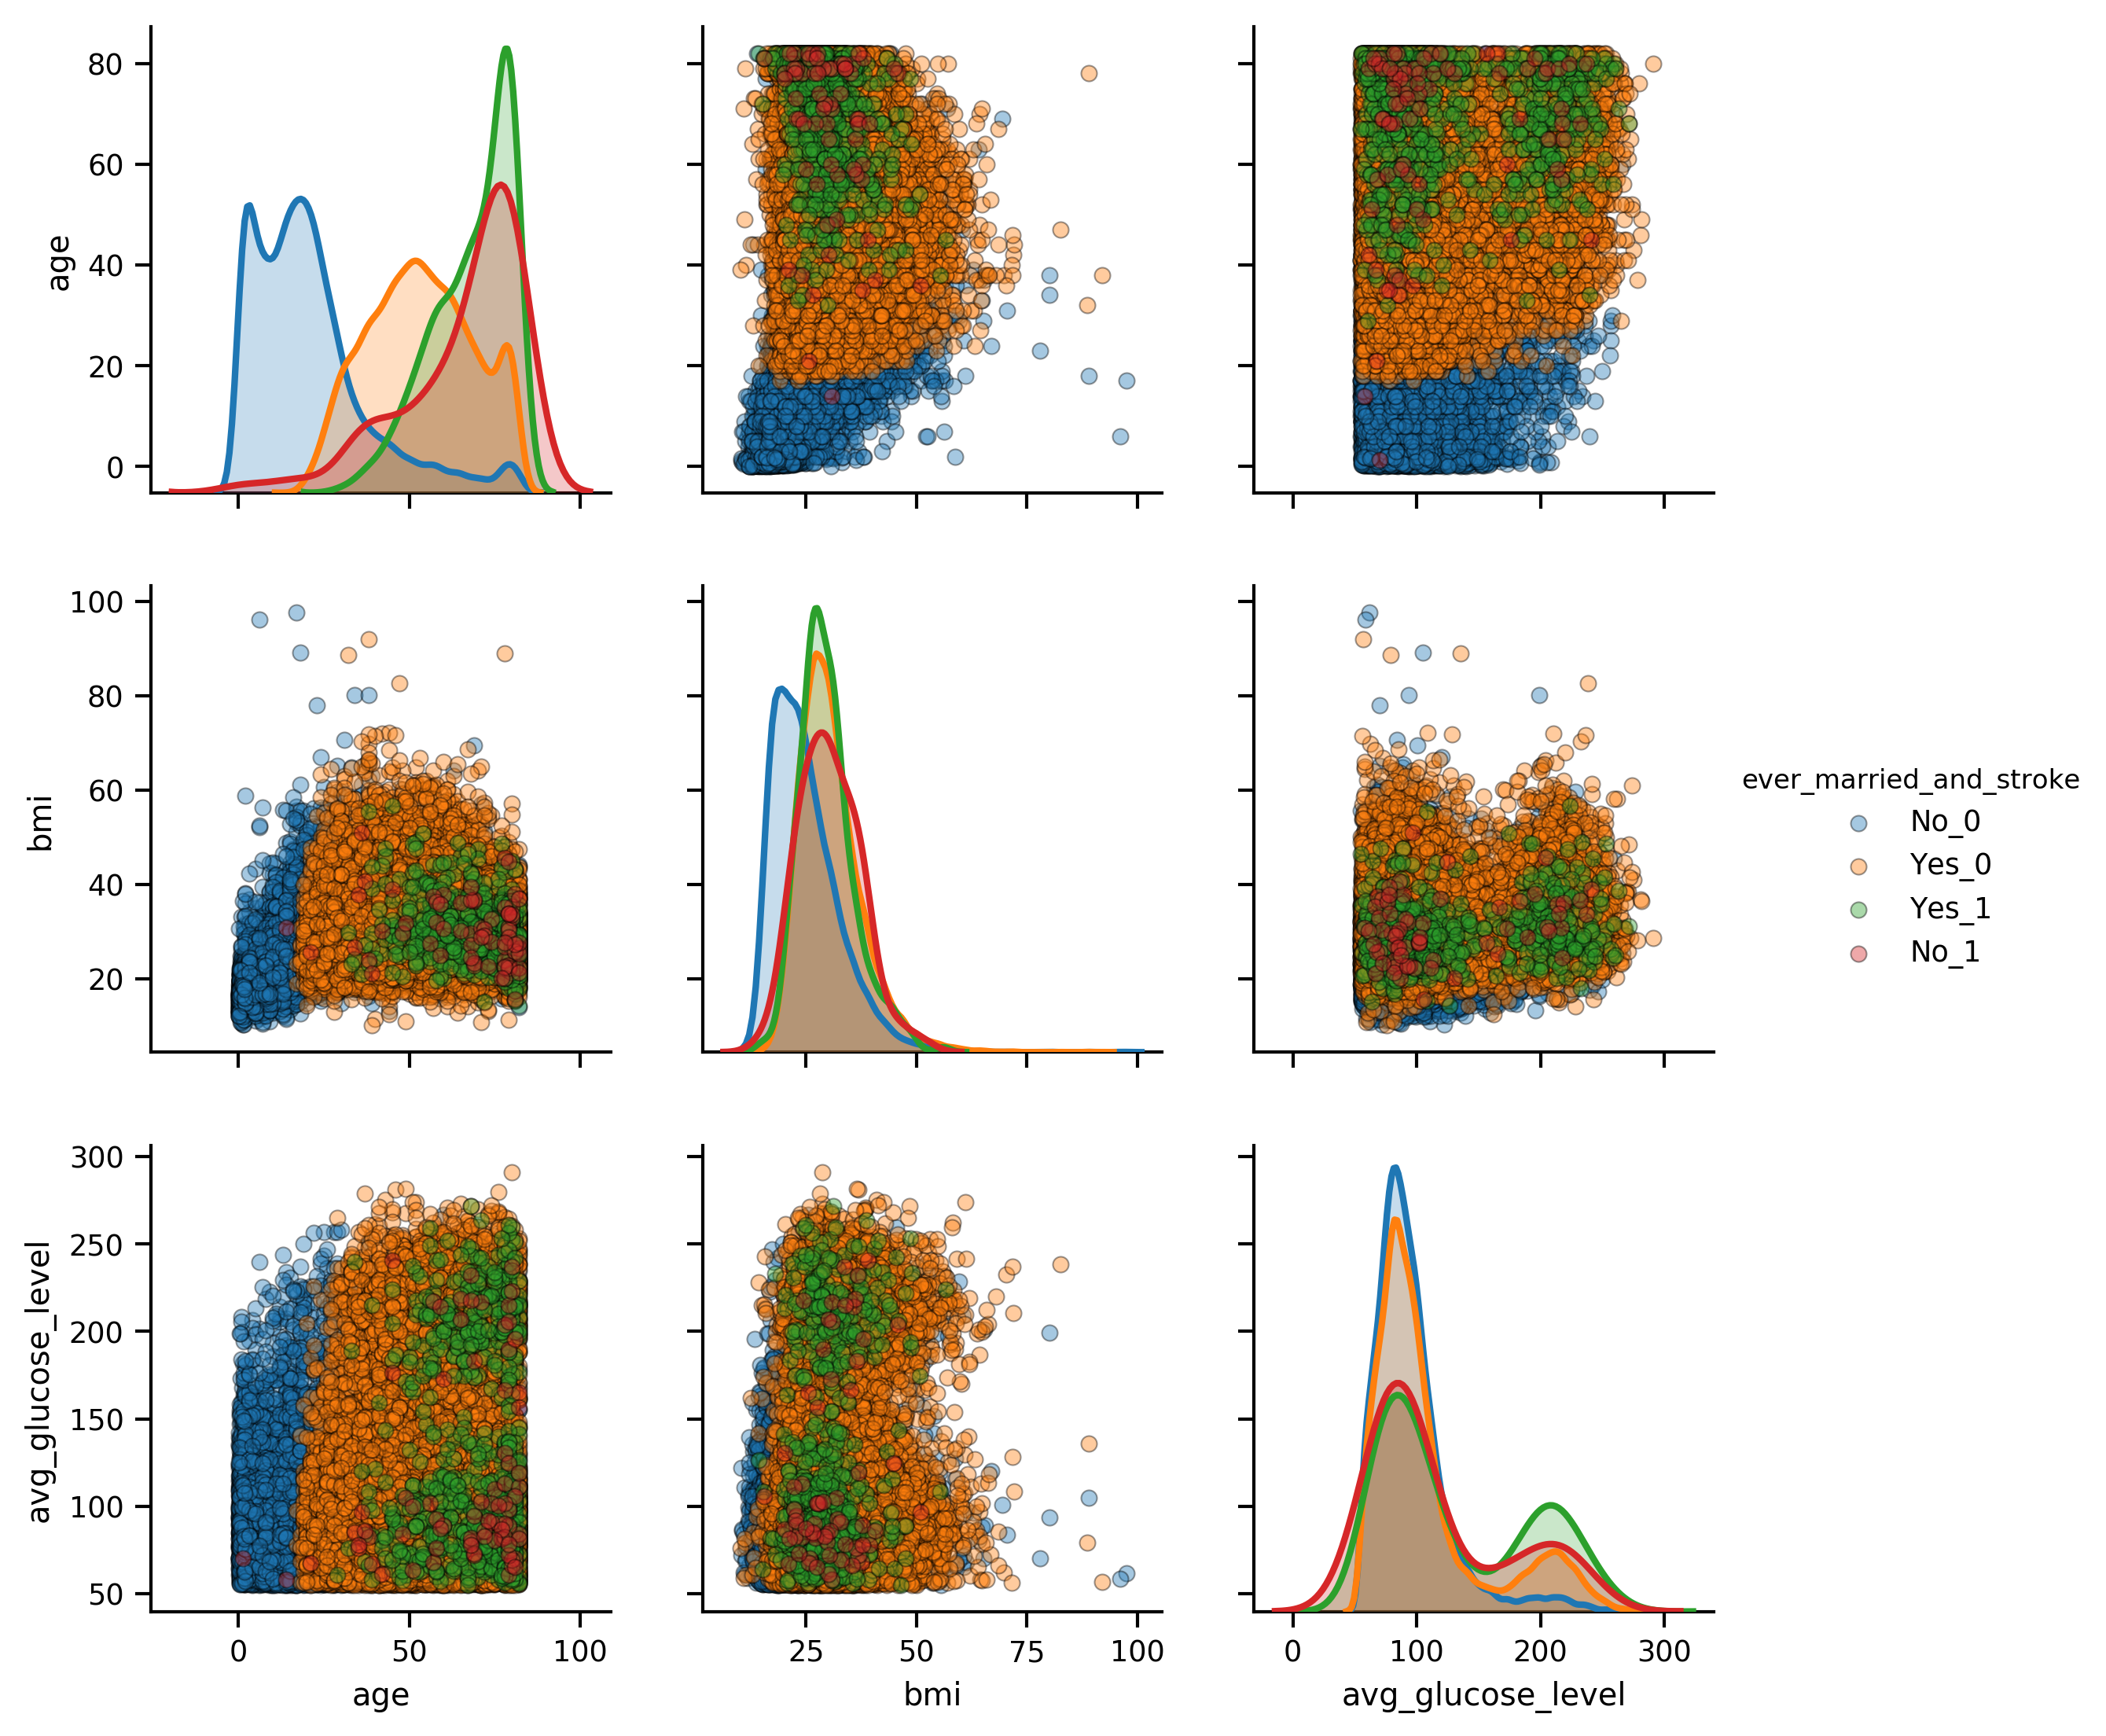 80
60
40
20
0
age
100
80
60
40
20
bmi
ever_married_and_stroke
No_0
Yes_0
Yes_1
No_1
300
250
200
150
100
50
avg_glucose_level
0 50 100
25 50 75 100
0 100 200 300
age
bmi
avg_glucose_level